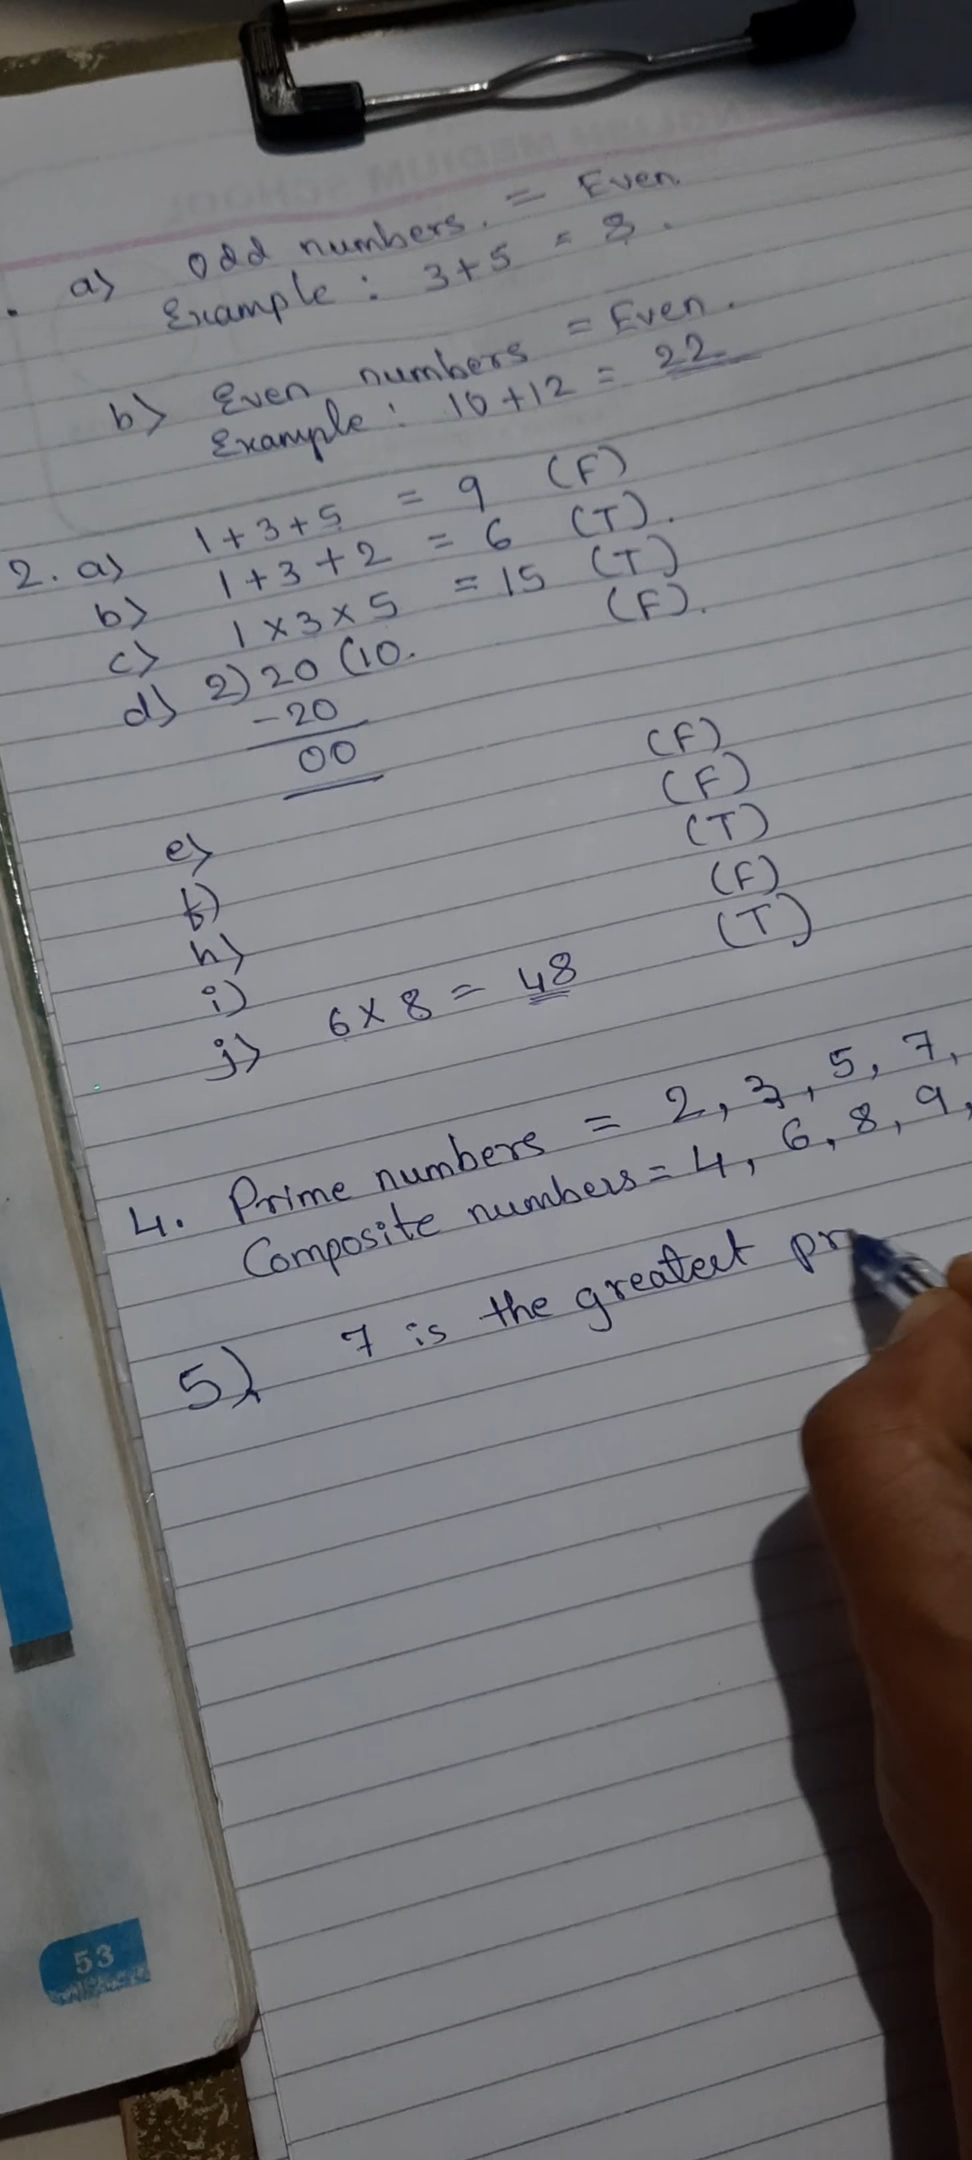 a) Odd numbers. = Even
Example : 3+5 = 8.
b) Even numbers = Even.
Example : 10+12 = 22
2. a) 1+3+5 = 9 (F)
b) 1+3+2 = 6 (T).
c) 1×3×5 = 15 (T)
d) 2)20(10. (F).
-20
00
e) (F)
f) (F)
h) (T)
i) (F)
j) 6×8 = 48 (T)
4. Prime numbers = 2, 3, 5, 7,
Composite numbers = 4, 6, 8, 9,
5) 7 is the greatest pr
53